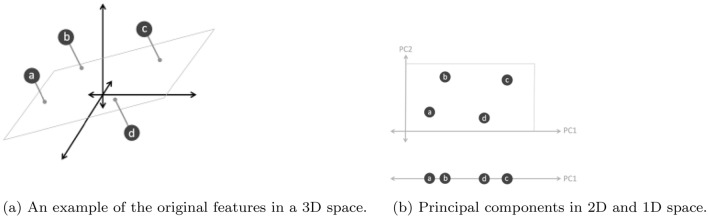 c
b
a
d
PC2
b
c
a
d
PC1
a b d c PC1
(a) An example of the original features in a 3D space.
(b) Principal components in 2D and 1D space.